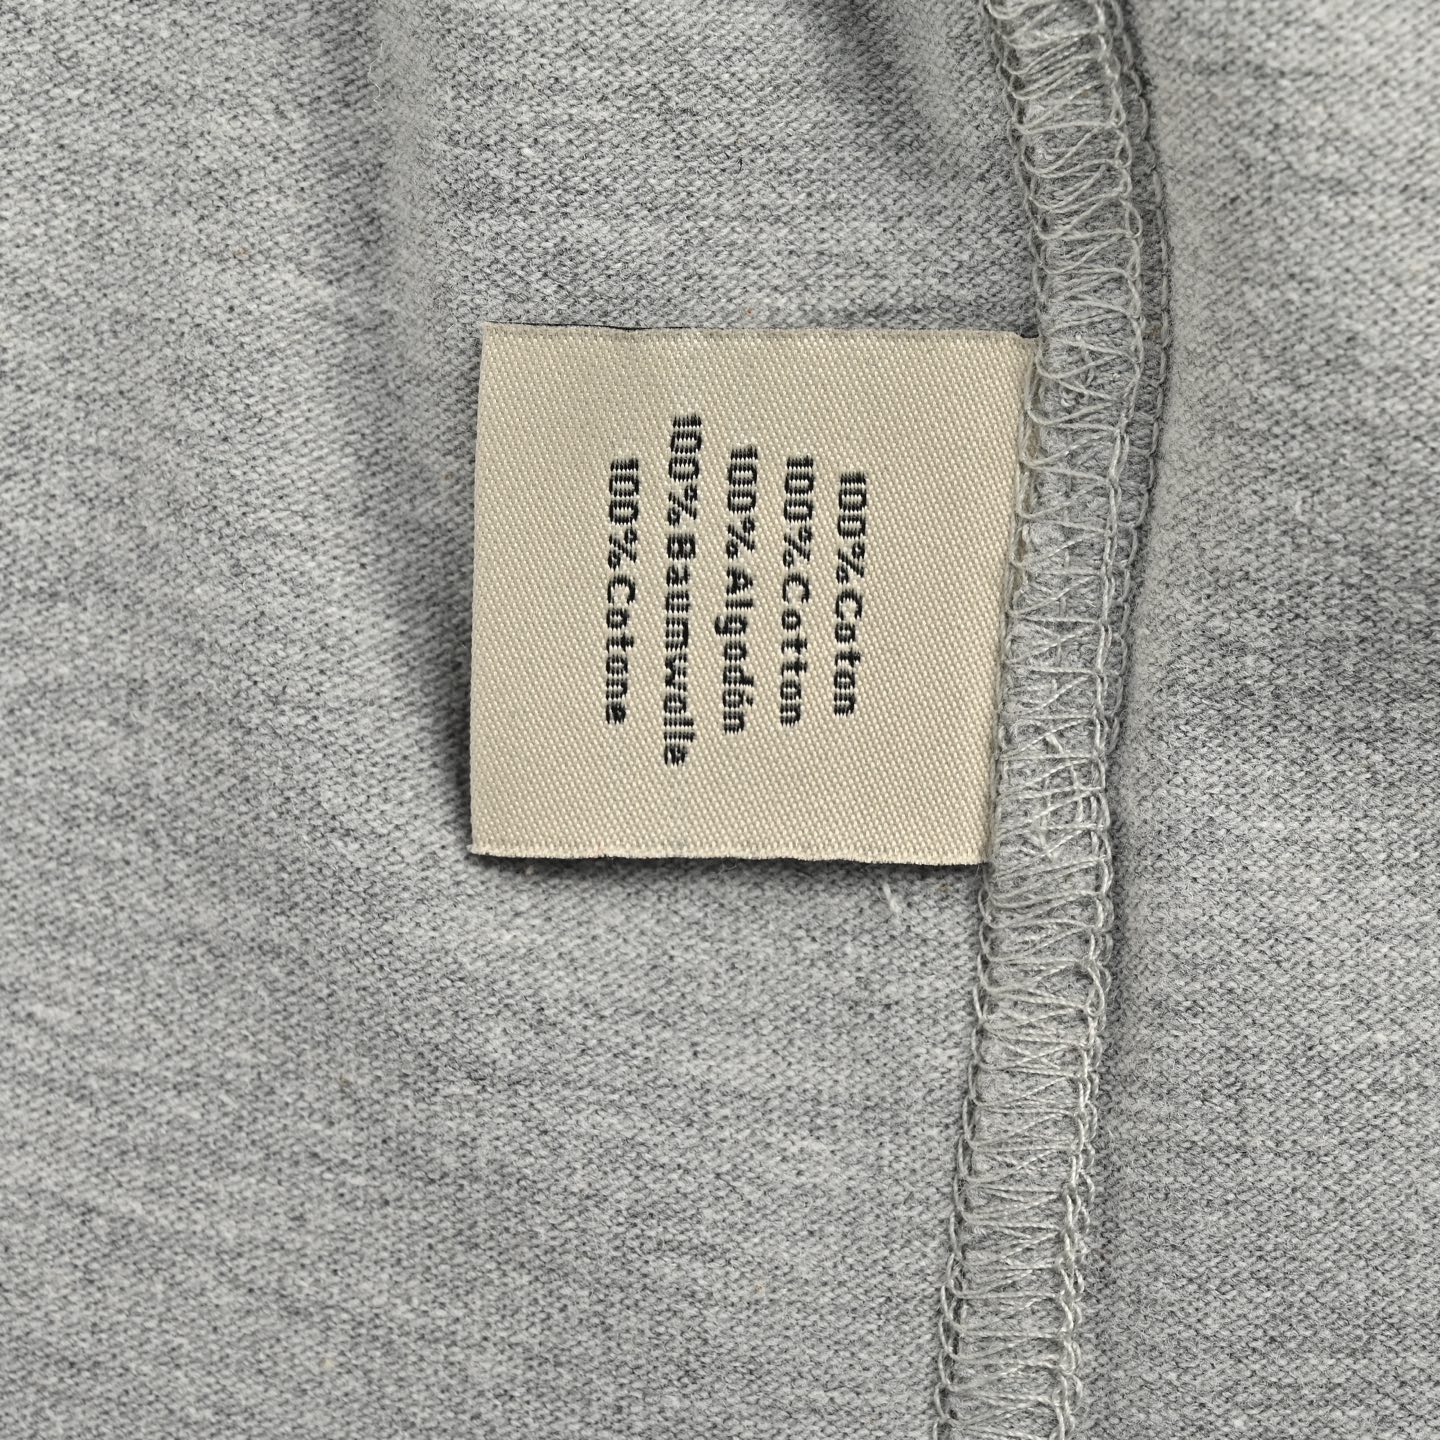 100% Coton
100% Cotton
100% Algodón
100% Baumwolle
100% Cotone